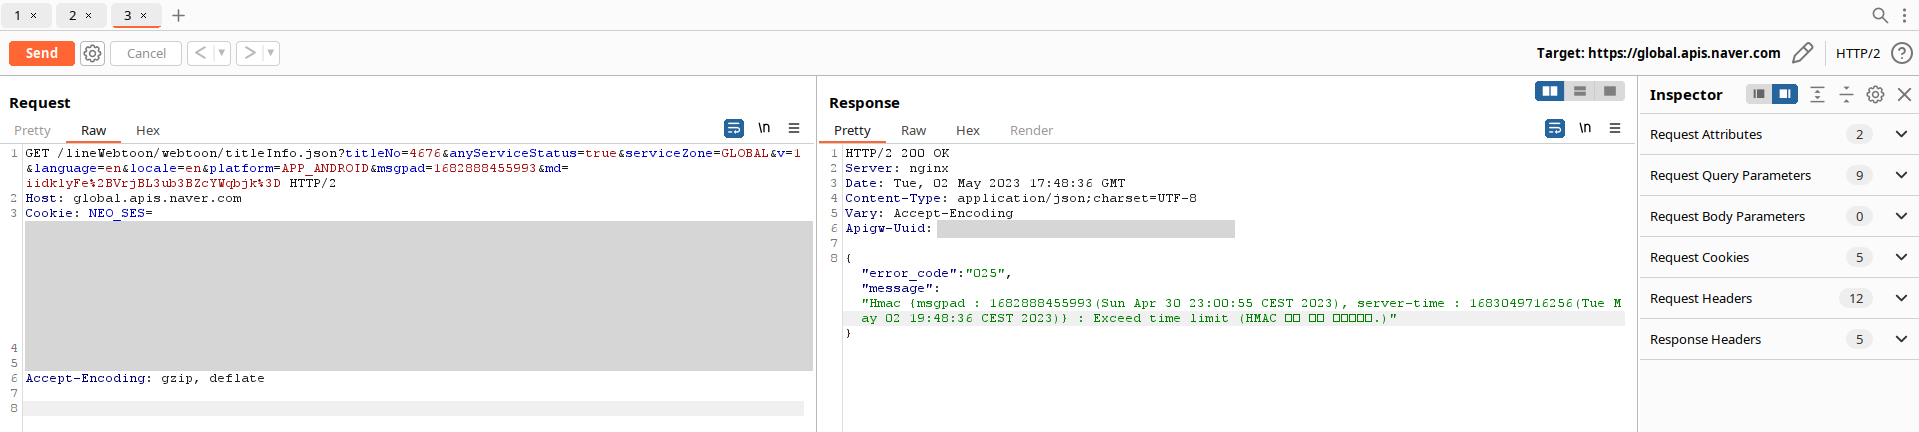 1 × 2 × 3 × +
Send Cancel < >
Target: https://global.apis.naver.com HTTP/2 ?
Request
Pretty Raw Hex \n
1 GET /lineWebtoon/webtoon/titleInfo.json?titleNo=4676&anyServiceStatus=true&serviceZone=GLOBAL&v=1
&language=en&locale=en&platform=APP_ANDROID&msgpad=1682888455993&md=
iidklyFe%2BVrjBL3ub3BZcYWqbjk%3D HTTP/2
2 Host: global.apis.naver.com
3 Cookie: NEO_SES=
4
5
6 Accept-Encoding: gzip, deflate
7
8
Response
Pretty Raw Hex Render \n
1 HTTP/2 200 OK
2 Server: nginx
3 Date: Tue, 02 May 2023 17:48:36 GMT
4 Content-Type: application/json;charset=UTF-8
5 Vary: Accept-Encoding
6 Apigw-Uuid:
7
8 {
"error_code":"025",
"message":
"Hmac {msgpad : 1682888455993(Sun Apr 30 23:00:55 CEST 2023), server-time : 1683049716256(Tue M
ay 02 19:48:36 CEST 2023)} : Exceed time limit (HMAC □□ □□ □□□□□.)"
}
Inspector
Request Attributes 2
Request Query Parameters 9
Request Body Parameters 0
Request Cookies 5
Request Headers 12
Response Headers 5